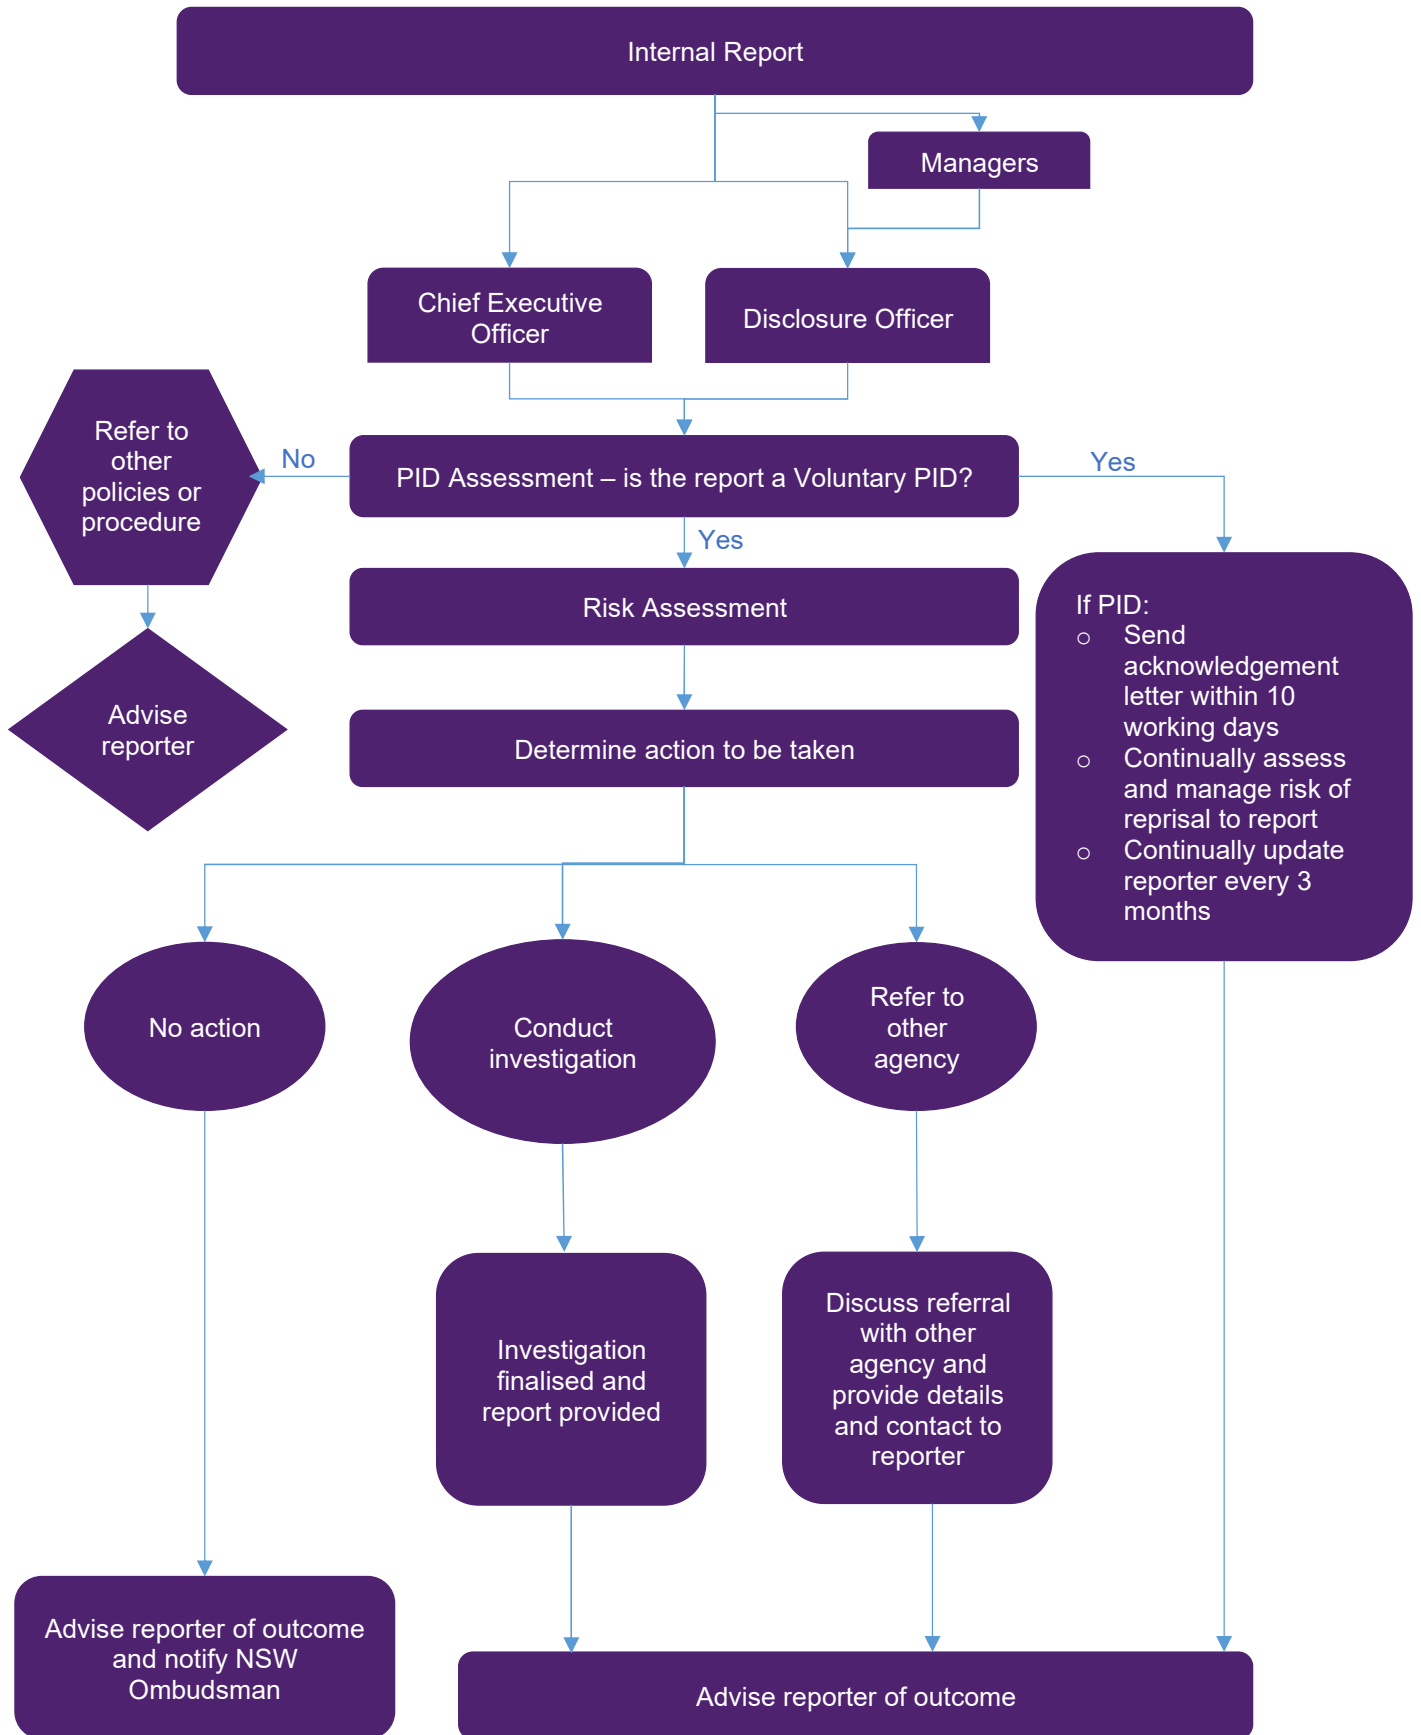 Internal Report
Managers
Chief Executive
Officer
Disclosure Officer
Refer to
other
policies or
procedure
No
PID Assessment – is the report a Voluntary PID?
Yes
Yes
Risk Assessment
If PID:
○ Send
acknowledgement
letter within 10
working days
○ Continually assess
and manage risk of
reprisal to report
○ Continually update
reporter every 3
months
Advise
reporter
Determine action to be taken
No action
Conduct
investigation
Refer to
other
agency
Investigation
finalised and
report provided
Discuss referral
with other
agency and
provide details
and contact to
reporter
Advise reporter of outcome
and notify NSW
Ombudsman
Advise reporter of outcome